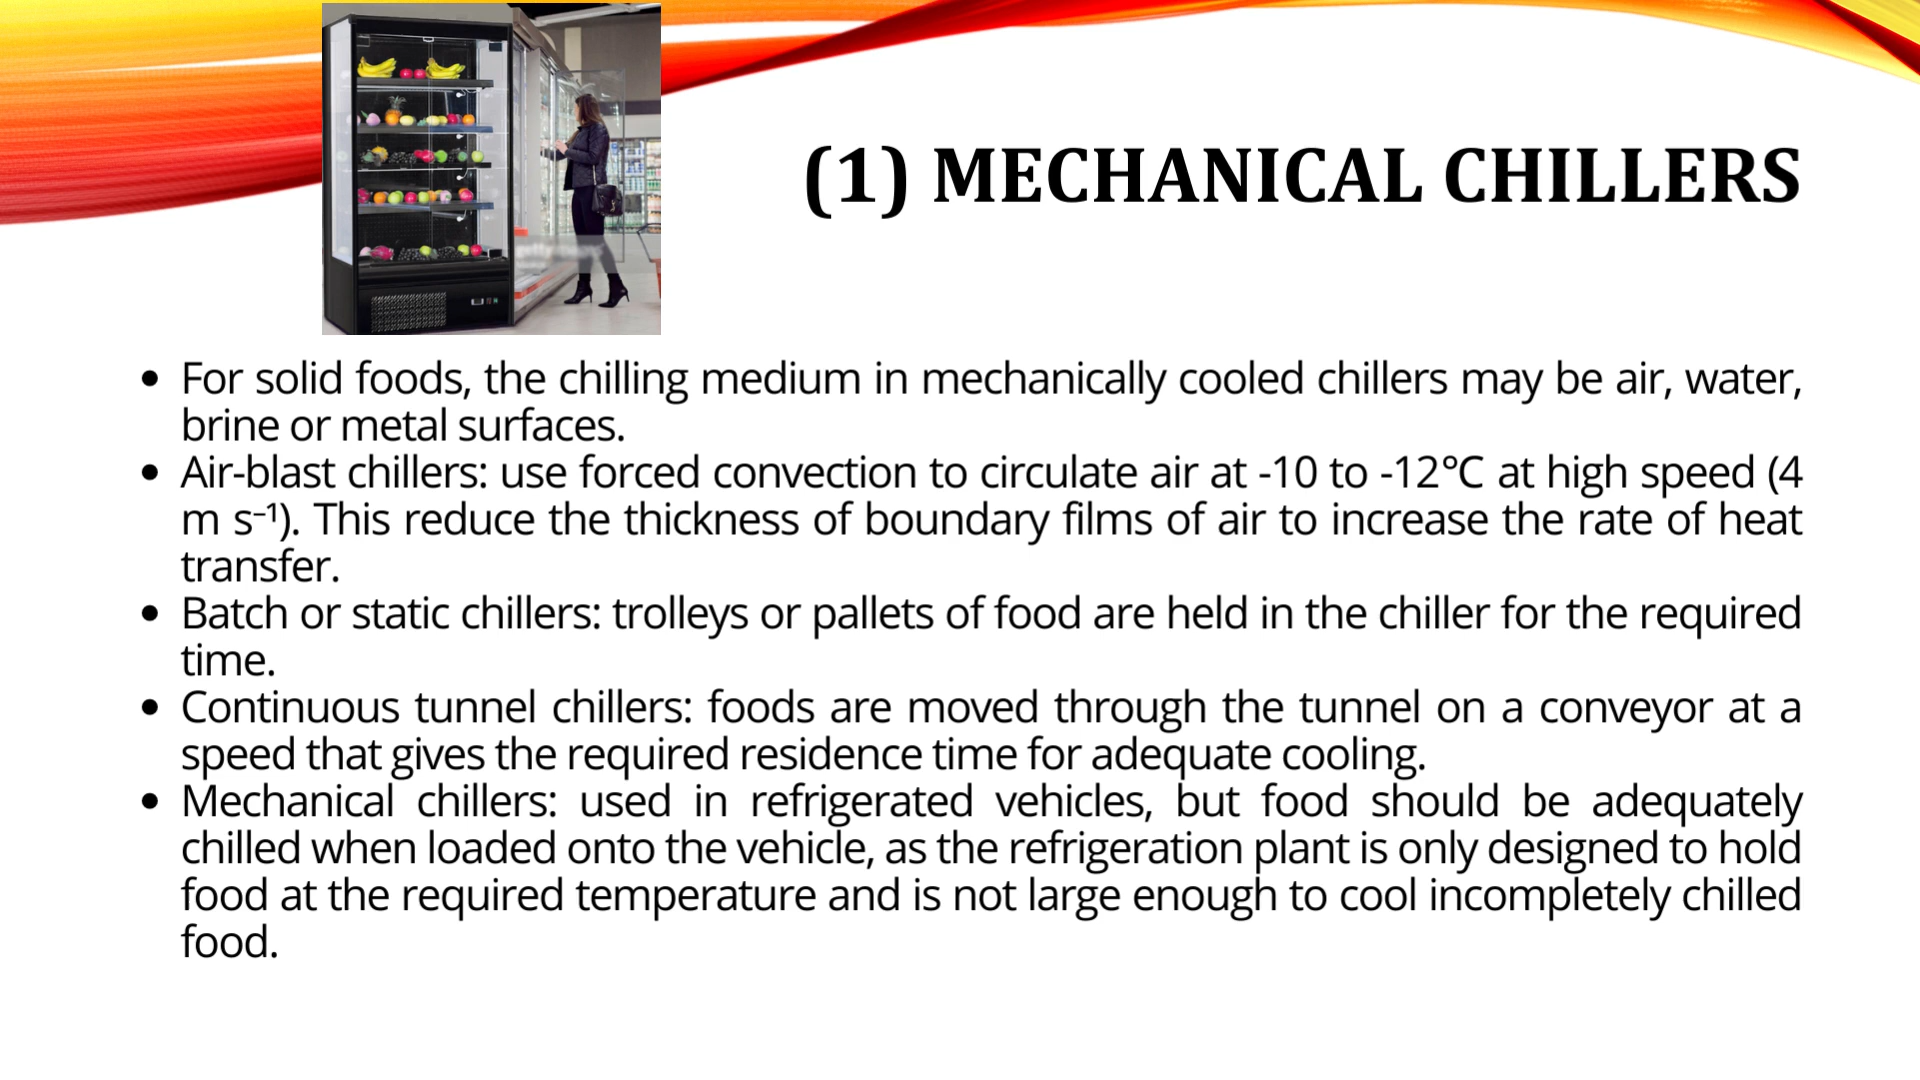 (1) MECHANICAL CHILLERS
• For solid foods, the chilling medium in mechanically cooled chillers may be air, water,
brine or metal surfaces.
• Air-blast chillers: use forced convection to circulate air at -10 to -12°C at high speed (4
m s⁻¹). This reduce the thickness of boundary films of air to increase the rate of heat
transfer.
• Batch or static chillers: trolleys or pallets of food are held in the chiller for the required
time.
• Continuous tunnel chillers: foods are moved through the tunnel on a conveyor at a
speed that gives the required residence time for adequate cooling.
• Mechanical chillers: used in refrigerated vehicles, but food should be adequately
chilled when loaded onto the vehicle, as the refrigeration plant is only designed to hold
food at the required temperature and is not large enough to cool incompletely chilled
food.